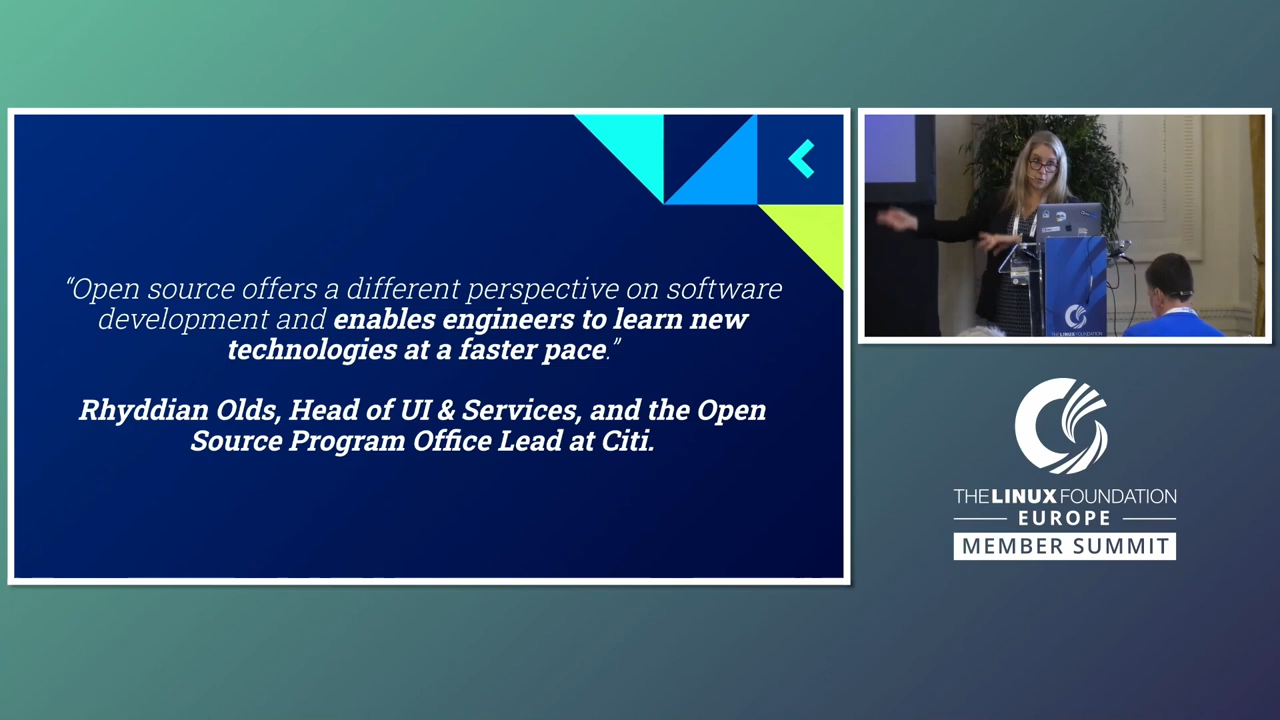 “Open source offers a different perspective on software
development and enables engineers to learn new
technologies at a faster pace.”
Rhyddian Olds, Head of UI & Services, and the Open
Source Program Office Lead at Citi.
THE LINUX FOUNDATION
EUROPE
MEMBER SUMMIT